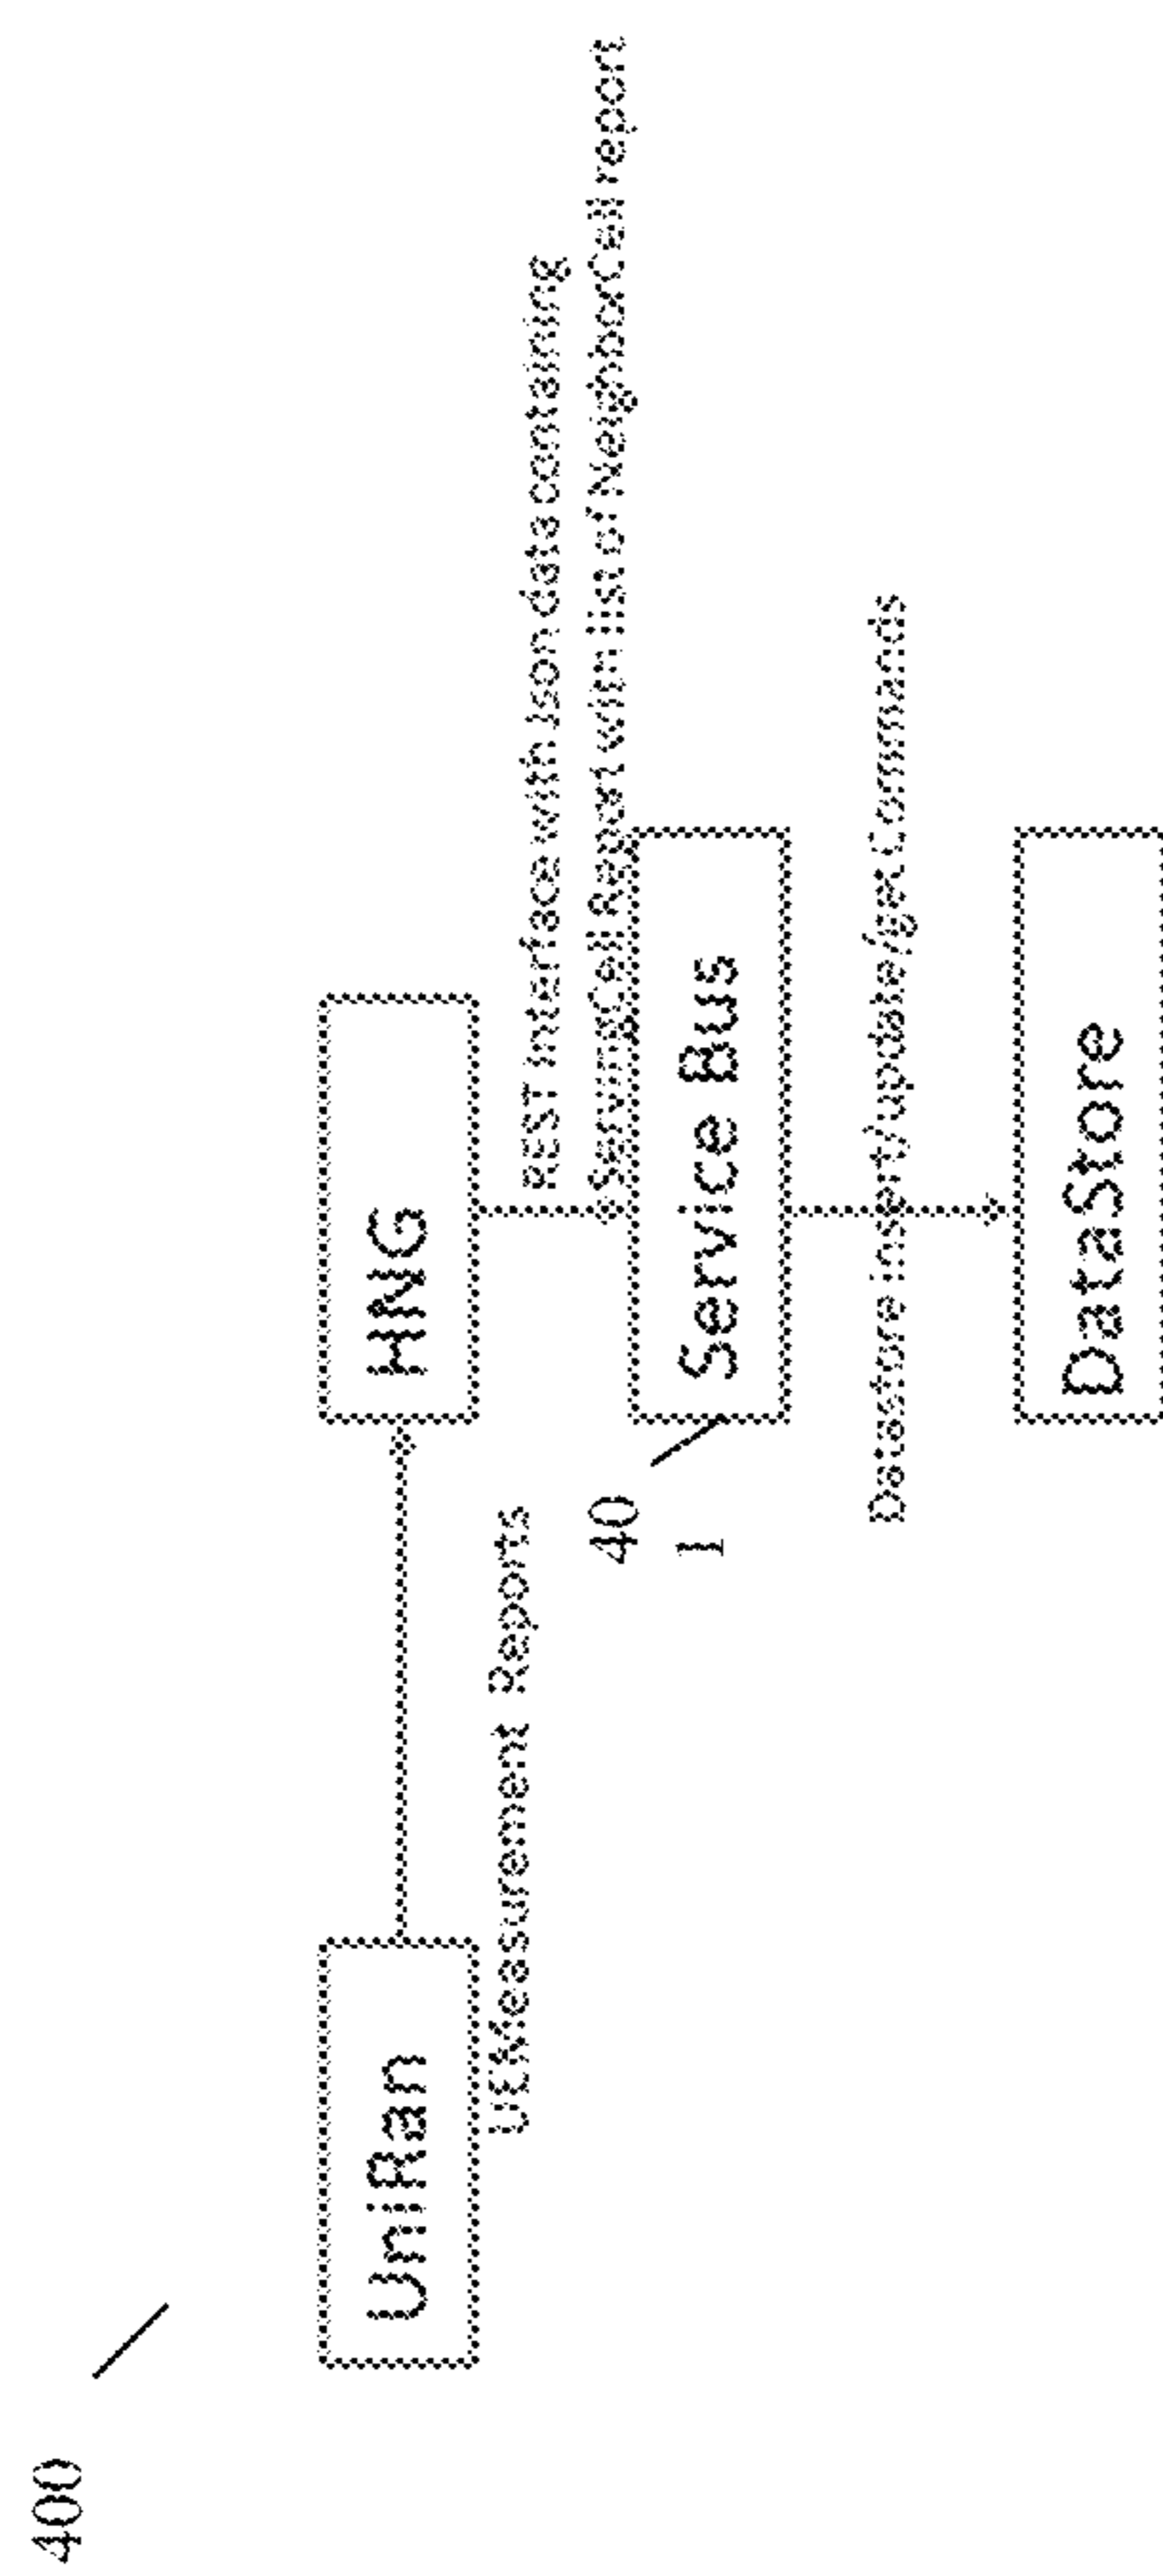 400
UniRan
HNG
UEMeasurement Reports
REST Interface with Json data containing
ServingCell Report with list of NeighborCell report
40
1
Service Bus
Datastore insert/update/get Commands
DataStore